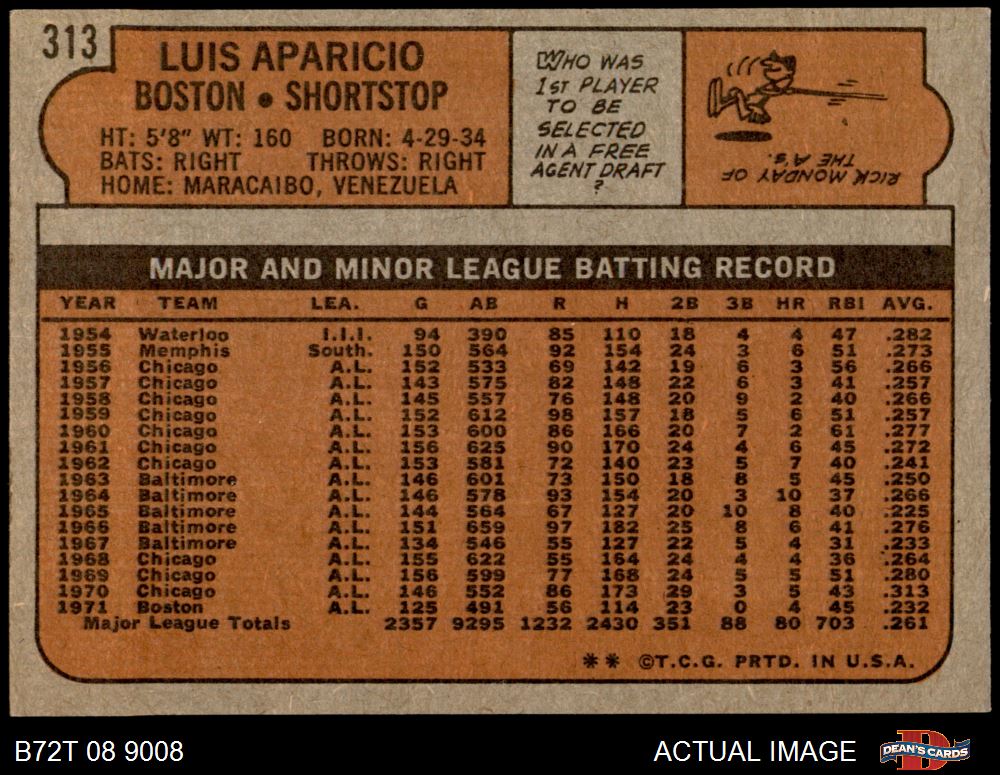 313
LUIS APARICIO
BOSTON • SHORTSTOP
HT: 5'8" WT: 160 BORN: 4-29-34
BATS: RIGHT THROWS: RIGHT
HOME: MARACAIBO, VENEZUELA
WHO WAS
1ST PLAYER
TO BE
SELECTED
IN A FREE
AGENT DRAFT
?
RICK MONDAY OF
THE A's.
MAJOR AND MINOR LEAGUE BATTING RECORD
YEAR TEAM LEA. G AB R H 2B 3B HR RBI AVG.
1954 Waterloo I.I.I. 94 390 85 110 18 4 4 47 .282
1955 Memphis South. 150 564 92 154 24 3 6 51 .273
1956 Chicago A.L. 152 533 69 142 19 6 3 56 .266
1957 Chicago A.L. 143 575 82 148 22 6 3 41 .257
1958 Chicago A.L. 145 557 76 148 20 9 2 40 .266
1959 Chicago A.L. 152 612 98 157 18 5 6 51 .257
1960 Chicago A.L. 153 600 86 166 20 7 2 61 .277
1961 Chicago A.L. 156 625 90 170 24 4 6 45 .272
1962 Chicago A.L. 153 581 72 140 23 5 7 40 .241
1963 Baltimore A.L. 146 601 73 150 18 8 5 45 .250
1964 Baltimore A.L. 146 578 93 154 20 3 10 37 .266
1965 Baltimore A.L. 144 564 67 127 20 10 8 40 .225
1966 Baltimore A.L. 151 659 97 182 25 8 6 41 .276
1967 Baltimore A.L. 134 546 55 127 22 5 4 31 .233
1968 Chicago A.L. 155 622 55 164 24 4 4 36 .264
1969 Chicago A.L. 156 599 77 168 24 5 5 51 .280
1970 Chicago A.L. 146 552 86 173 29 3 5 43 .313
1971 Boston A.L. 125 491 56 114 23 0 4 45 .232
Major League Totals 2357 9295 1232 2430 351 88 80 703 .261
** ©T.C.G. PRTD. IN U.S.A.
B72T 08 9008 ACTUAL IMAGE DEAN'S CARDS